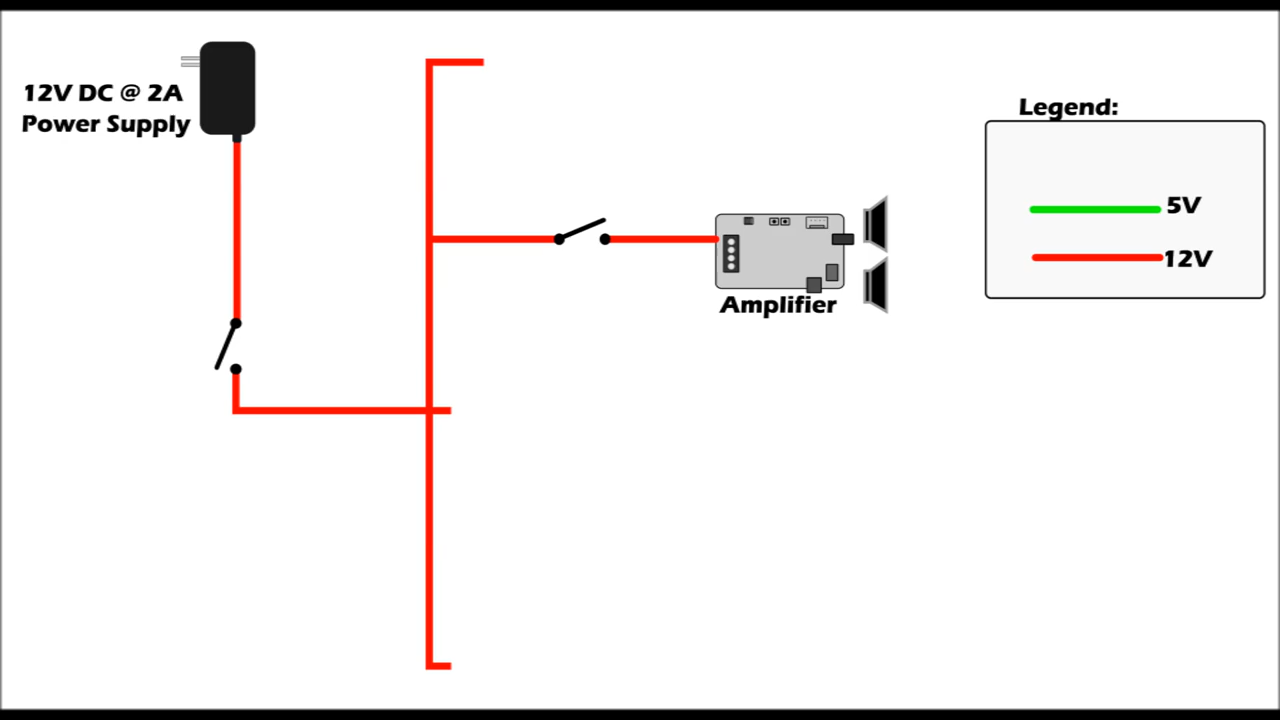 12V DC @ 2A
Power Supply
Legend:
5V
12V
Amplifier